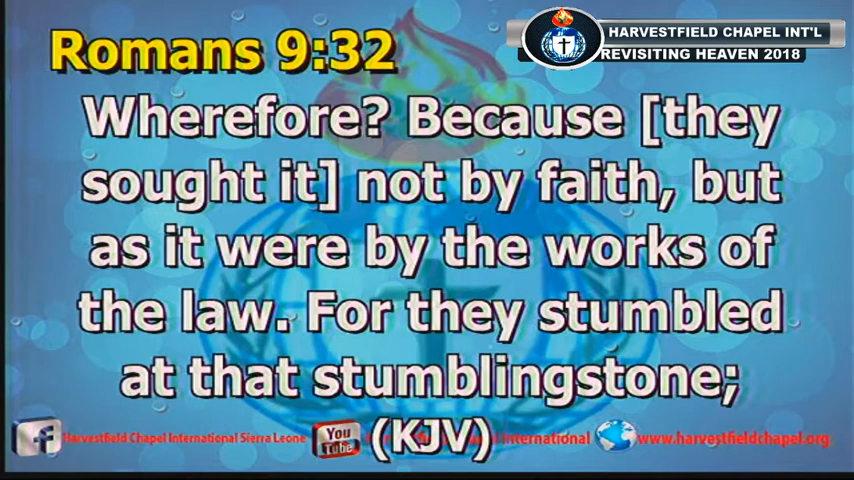 Romans 9:32
HARVESTFIELD CHAPEL INT'L
REVISITING HEAVEN 2018
Wherefore? Because [they
sought it] not by faith, but
as it were by the works of
the law. For they stumbled
at that stumblingstone;
(KJV)
Harvestfield Chapel International Sierra Leone
You
Tube
International
www.harvestfieldchapel.org